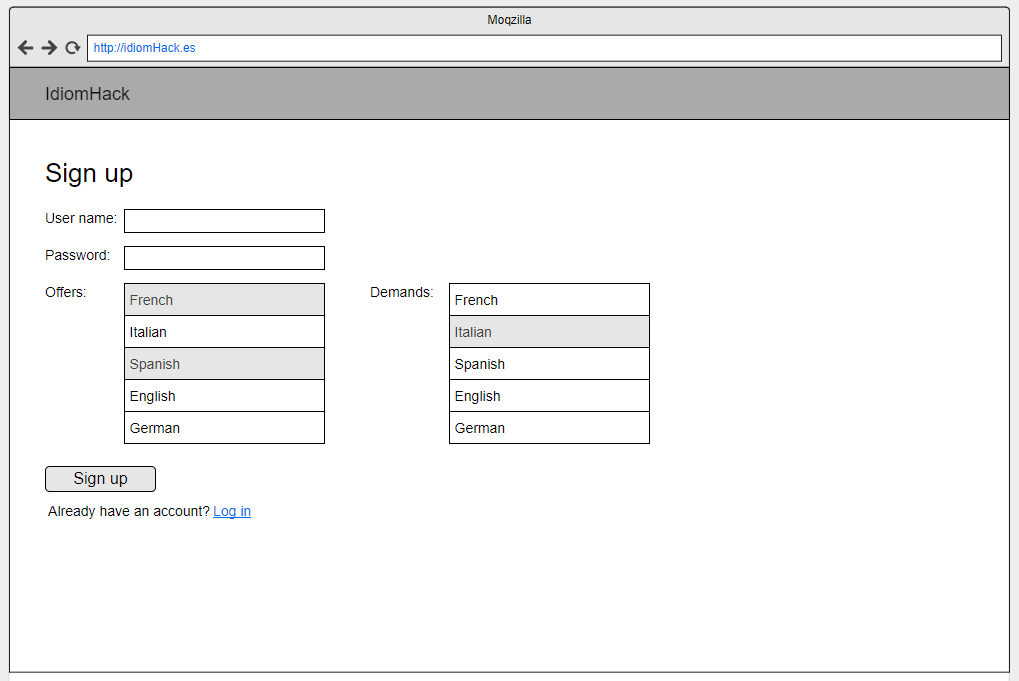 Moqzilla
http://idiomHack.es
IdiomHack
Sign up
User name:
Password:
Offers:
French
Italian
Spanish
English
German
Demands:
French
Italian
Spanish
English
German
Sign up
Already have an account? Log in